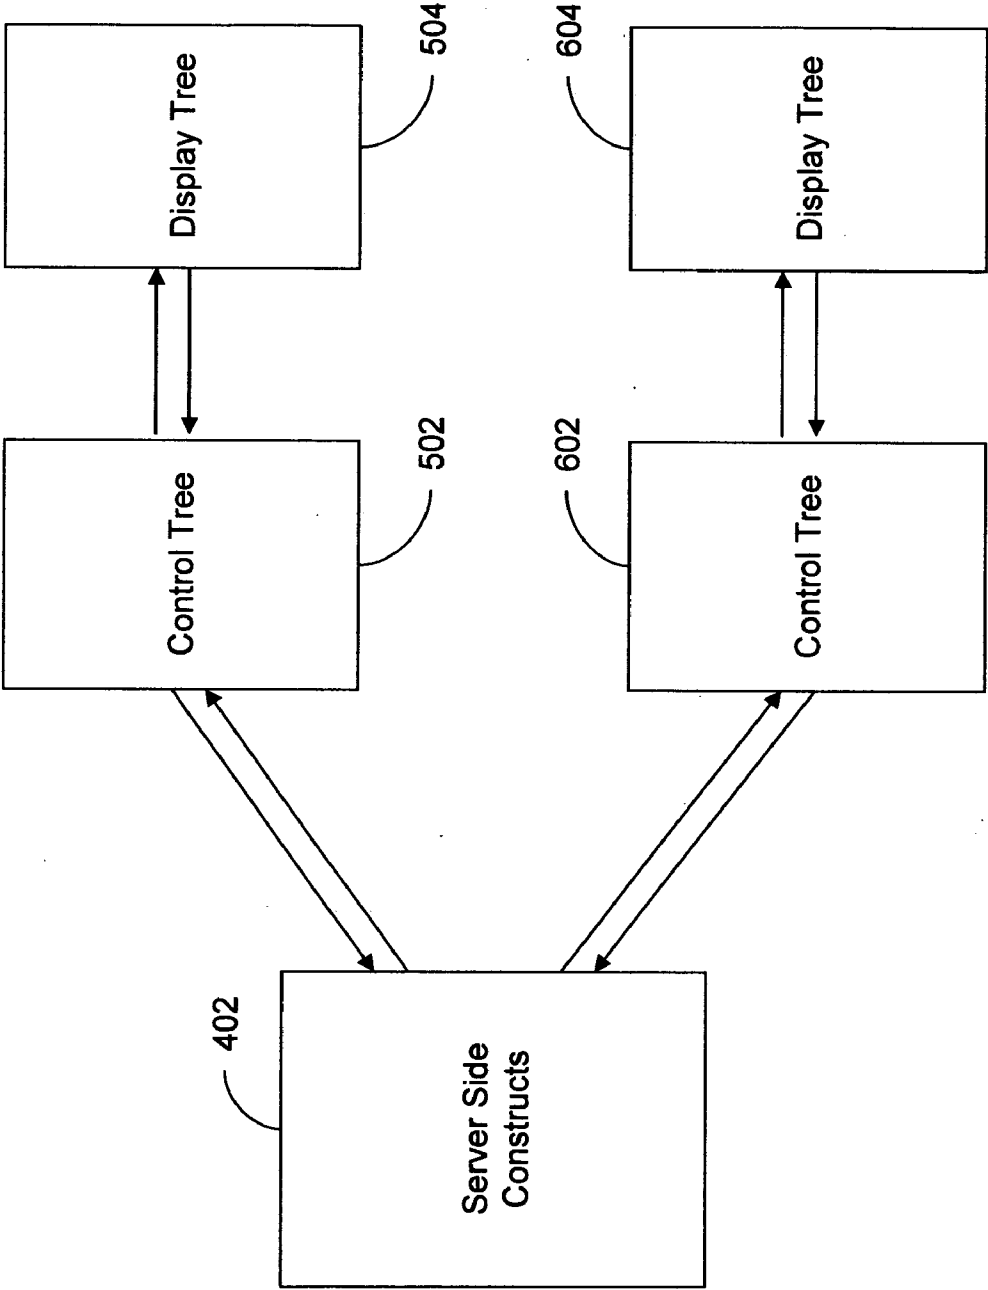 Display Tree
504
Display Tree
604
Control Tree
502
Control Tree
602
Server Side
Constructs
402